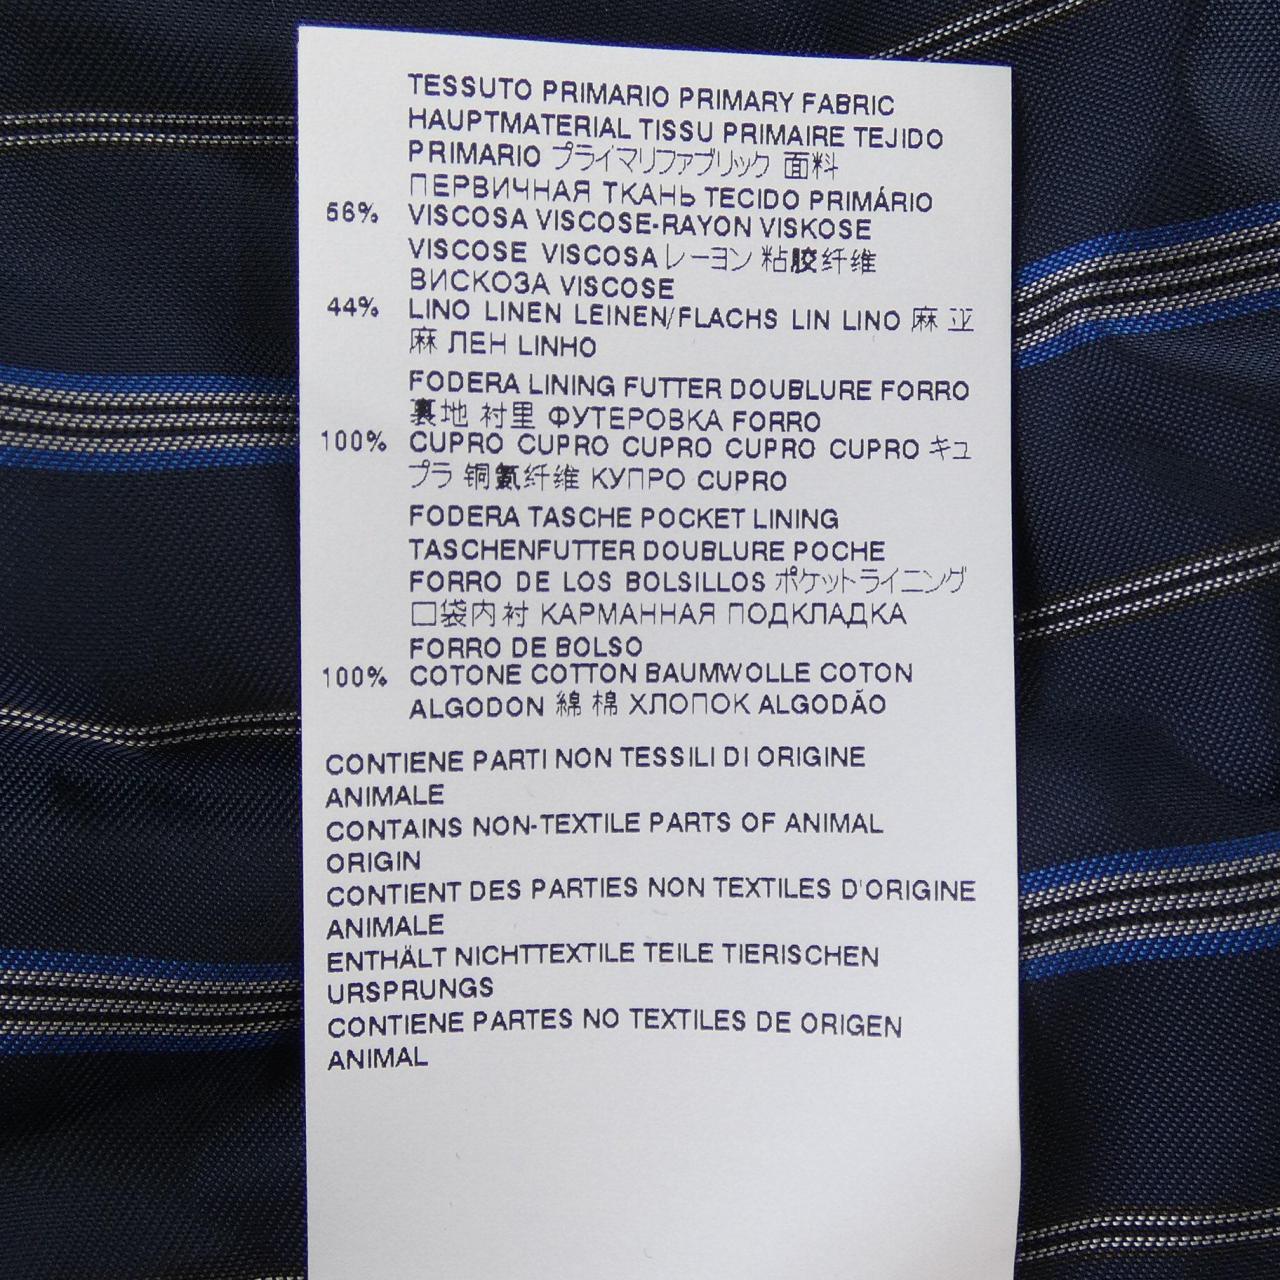 TESSUTO PRIMARIO PRIMARY FABRIC
HAUPTMATERIAL TISSU PRIMAIRE TEJIDO
PRIMARIO プライマリファブリック 面料
ПЕРВИЧНАЯ ТКАНЬ TECIDO PRIMÁRIO
56% VISCOSA VISCOSE-RAYON VISKOSE
VISCOSE VISCOSA レーヨン 粘胶纤维
ВИСКОЗА VISCOSE
44% LINO LINEN LEINEN/FLACHS LIN LINO 麻 亚
麻 ЛЕН LINHO
FODERA LINING FUTTER DOUBLURE FORRO
裏地 衬里 ФУТЕРОВКА FORRO
100% CUPRO CUPRO CUPRO CUPRO CUPRO キュ
プラ 铜氨纤维 КУПРО CUPRO
FODERA TASCHE POCKET LINING
TASCHENFUTTER DOUBLURE POCHE
FORRO DE LOS BOLSILLOS ポケットライニング
口袋内衬 КАРМАННАЯ ПОДКЛАДКА
FORRO DE BOLSO
100% COTONE COTTON BAUMWOLLE COTON
ALGODON 綿 棉 ХЛОПОК ALGODÃO
CONTIENE PARTI NON TESSILI DI ORIGINE
ANIMALE
CONTAINS NON-TEXTILE PARTS OF ANIMAL
ORIGIN
CONTIENT DES PARTIES NON TEXTILES D'ORIGINE
ANIMALE
ENTHÄLT NICHTTEXTILE TEILE TIERISCHEN
URSPRUNGS
CONTIENE PARTES NO TEXTILES DE ORIGEN
ANIMAL